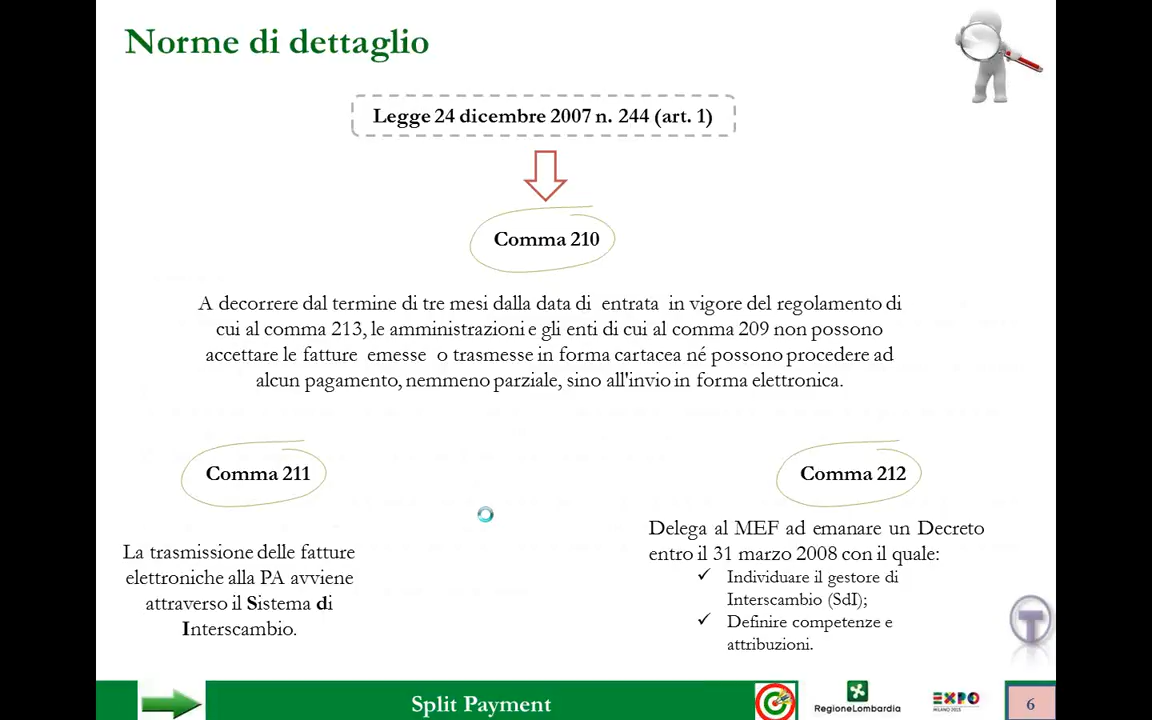 Norme di dettaglio
Legge 24 dicembre 2007 n. 244 (art. 1)
Comma 210
A decorrere dal termine di tre mesi dalla data di entrata in vigore del regolamento di
cui al comma 213, le amministrazioni e gli enti di cui al comma 209 non possono
accettare le fatture emesse o trasmesse in forma cartacea né possono procedere ad
alcun pagamento, nemmeno parziale, sino all'invio in forma elettronica.
Comma 211
La trasmissione delle fatture
elettroniche alla PA avviene
attraverso il Sistema di
Interscambio.
Comma 212
Delega al MEF ad emanare un Decreto
entro il 31 marzo 2008 con il quale:
✓ Individuare il gestore di
Interscambio (SdI);
✓ Definire competenze e
attribuzioni.
T
Split Payment
RegioneLombardia
EXPO
MILANO 2015
6